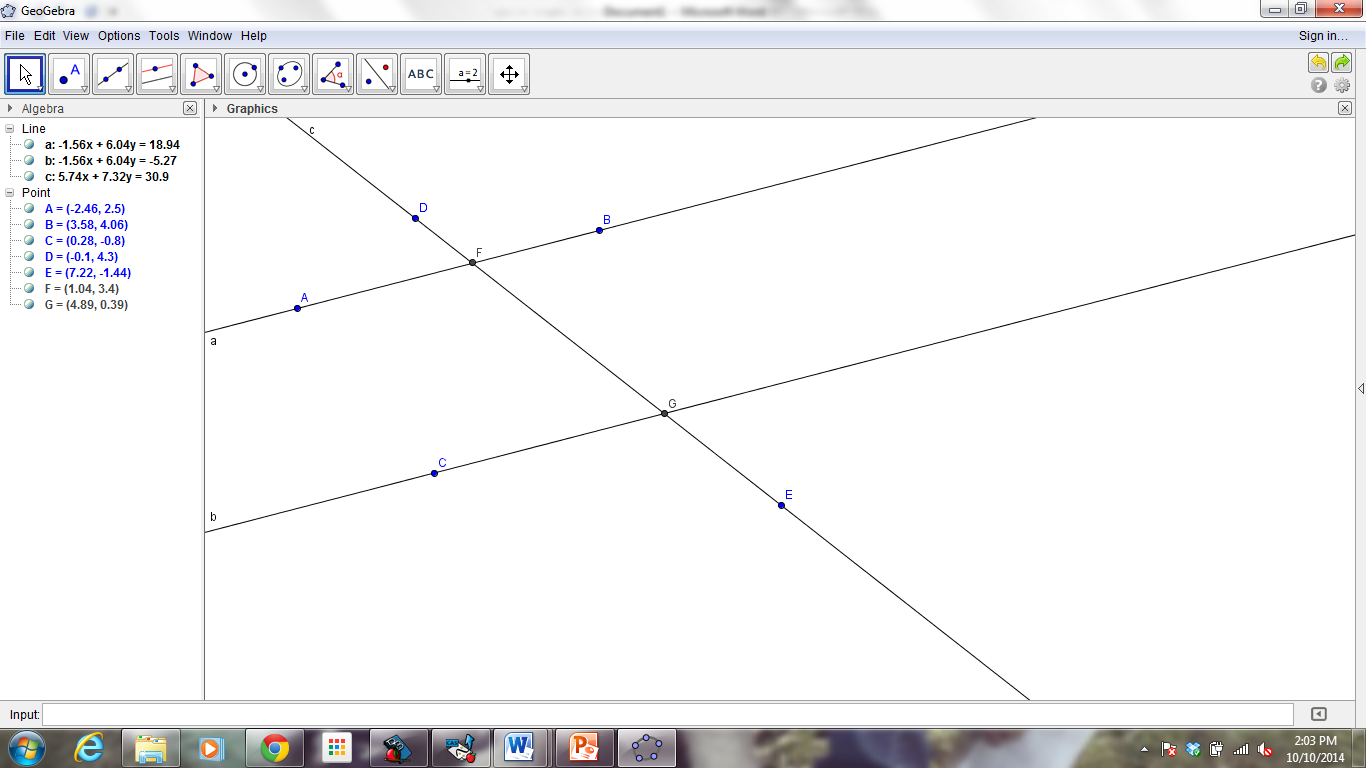 GeoGebra
File Edit View Options Tools Window Help Sign in...
A
α
ABC
a=2
Algebra
Graphics
Line
a: -1.56x + 6.04y = 18.94
b: -1.56x + 6.04y = -5.27
c: 5.74x + 7.32y = 30.9
Point
A = (-2.46, 2.5)
B = (3.58, 4.06)
C = (0.28, -0.8)
D = (-0.1, 4.3)
E = (7.22, -1.44)
F = (1.04, 3.4)
G = (4.89, 0.39)
c
D
B
F
A
a
G
C
E
b
Input:
2:03 PM
10/10/2014